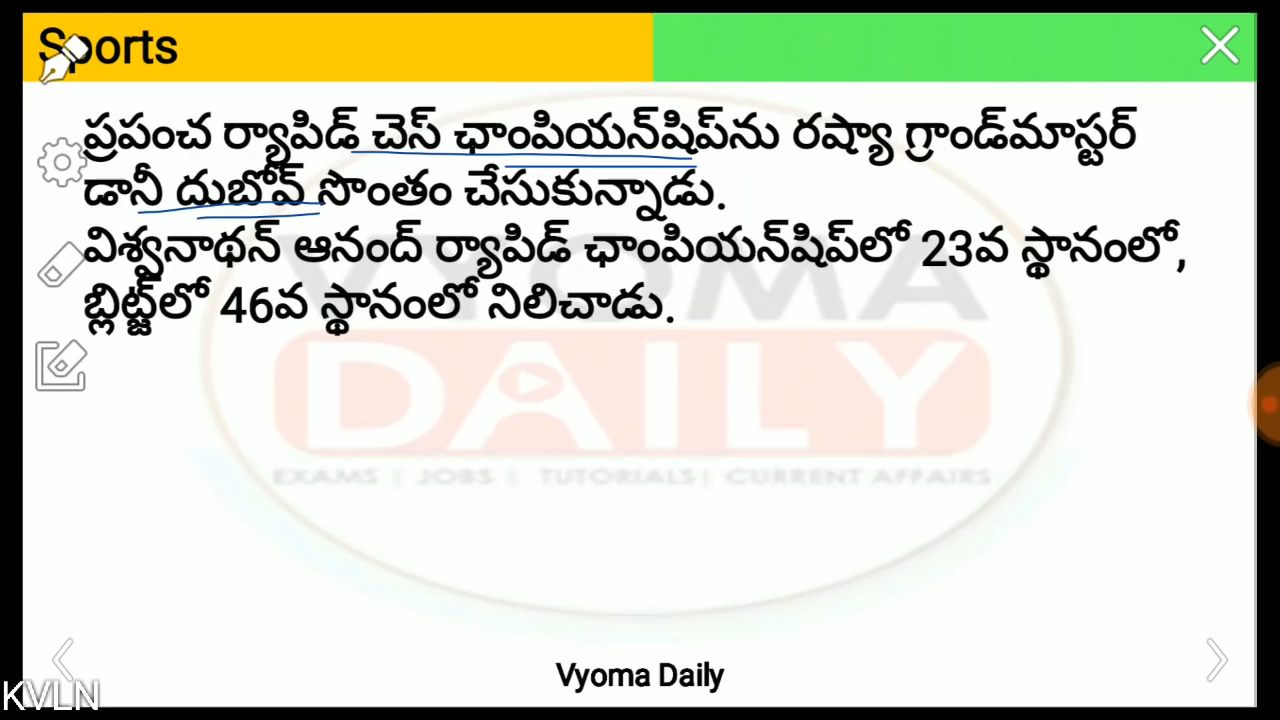 Sports
ప్రపంచ ర్యాపిడ్ చెస్ ఛాంపియన్‌షిప్‌ను రష్యా గ్రాండ్‌మాస్టర్
డానీ దుబోవ్ సొంతం చేసుకున్నాడు.
విశ్వనాథన్ ఆనంద్ ర్యాపిడ్ ఛాంపియన్‌షిప్‌లో 23వ స్థానంలో,
బ్లిట్జ్‌లో 46వ స్థానంలో నిలిచాడు.
VYOMA
DAILY
EXAMS | JOBS | TUTORIALS | CURRENT AFFAIRS
Vyoma Daily
KVLN